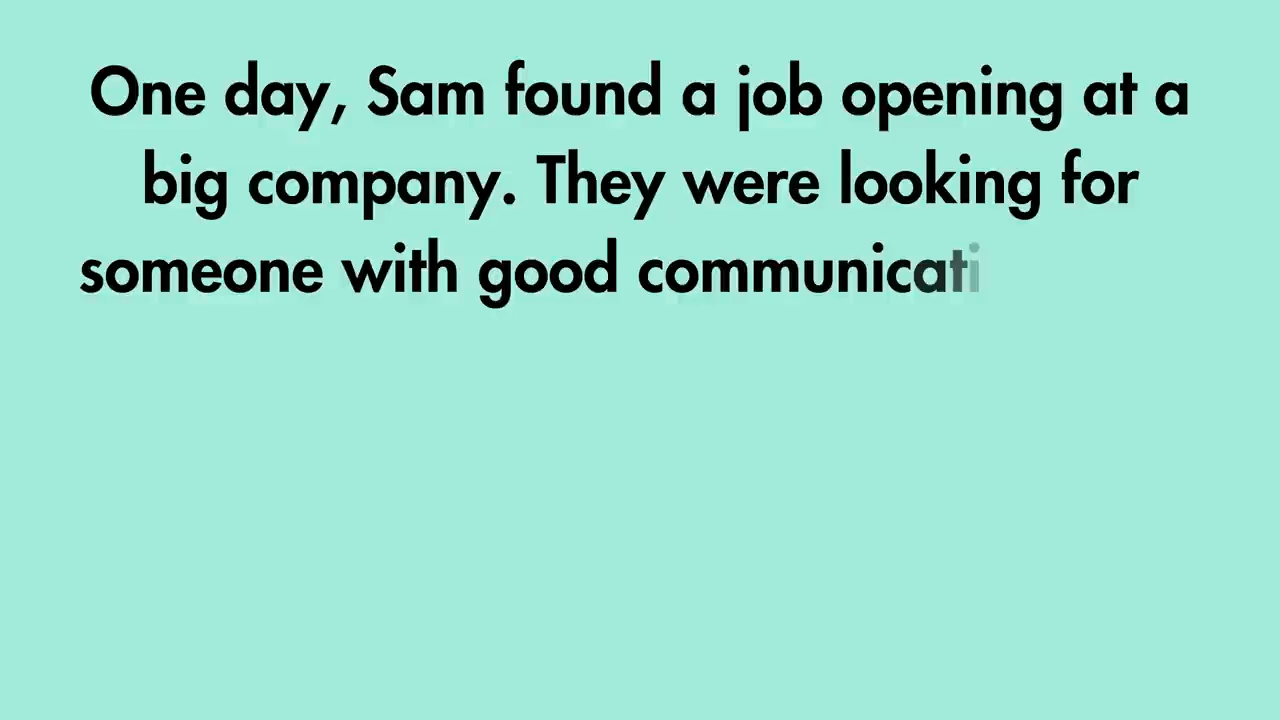 One day, Sam found a job opening at a
big company. They were looking for
someone with good communicati